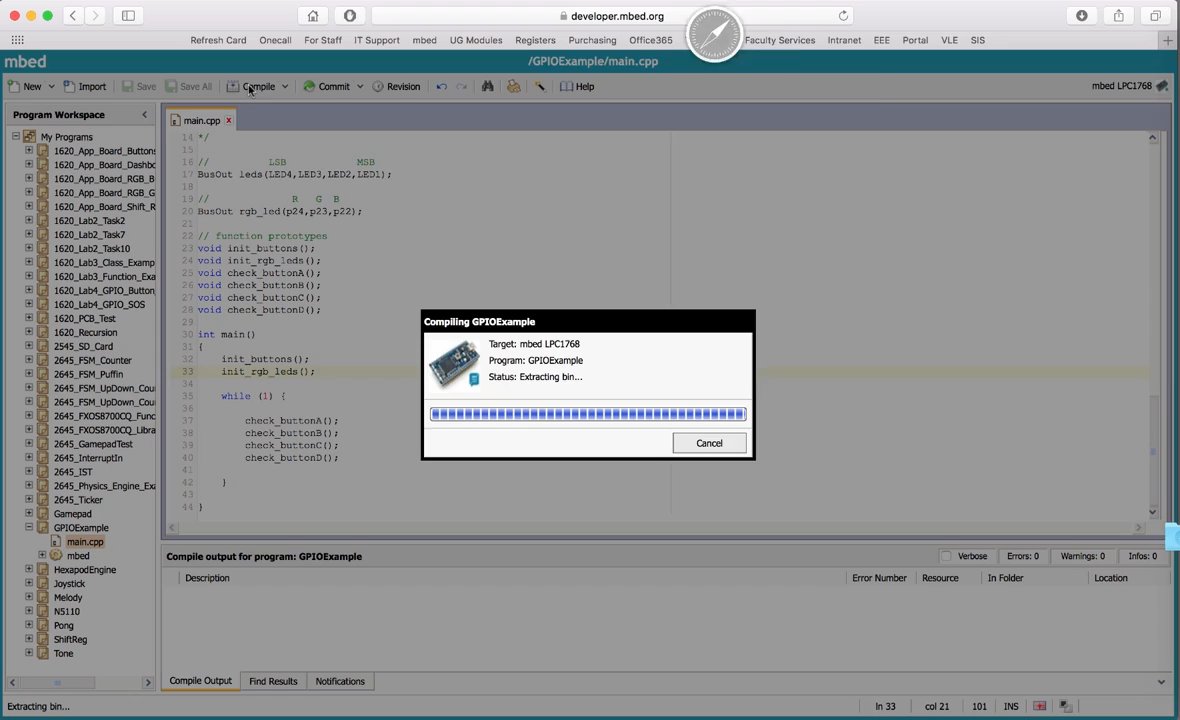 developer.mbed.org
Refresh Card Onecall For Staff IT Support mbed UG Modules Registers Purchasing Office365 Faculty Services Intranet EEE Portal VLE SIS
mbed /GPIOExample/main.cpp
New Import Save Save All Compile Commit Revision Help mbed LPC1768
Program Workspace
main.cpp
My Programs
1620_App_Board_Buttons
1620_App_Board_Dashbo
1620_App_Board_RGB_B
1620_App_Board_RGB_G
1620_App_Board_Shift_R
1620_Lab2_Task2
1620_Lab2_Task7
1620_Lab2_Task10
1620_Lab3_Class_Examp
1620_Lab3_Function_Exa
1620_Lab4_GPIO_Button
1620_Lab4_GPIO_SOS
1620_PCB_Test
1620_Recursion
2545_SD_Card
2645_FSM_Counter
2645_FSM_Puffin
2645_FSM_UpDown_Cou
2645_FSM_UpDown_Cou
2645_FXOS8700CQ_Func
2645_FXOS8700CQ_Libra
2645_GamepadTest
2645_InterruptIn
2645_IST
2645_Physics_Engine_Exa
2645_Ticker
Gamepad
GPIOExample
main.cpp
mbed
HexapodEngine
Joystick
Melody
N5110
Pong
ShiftReg
Tone
14 */
15
16 // LSB MSB
17 BusOut leds(LED4,LED3,LED2,LED1);
18
19 // R G B
20 BusOut rgb_led(p24,p23,p22);
21
22 // function prototypes
23 void init_buttons();
24 void init_rgb_leds();
25 void check_buttonA();
26 void check_buttonB();
27 void check_buttonC();
28 void check_buttonD();
29
30 int main()
31 {
32 init_buttons();
33 init_rgb_leds();
34
35 while (1) {
36
37 check_buttonA();
38 check_buttonB();
39 check_buttonC();
40 check_buttonD();
41
42 }
43
44 }
Compiling GPIOExample
Target: mbed LPC1768
Program: GPIOExample
Status: Extracting bin...
Cancel
Compile output for program: GPIOExample Verbose Errors: 0 Warnings: 0 Infos: 0
Description Error Number Resource In Folder Location
Compile Output Find Results Notifications
Extracting bin... ln 33 col 21 101 INS